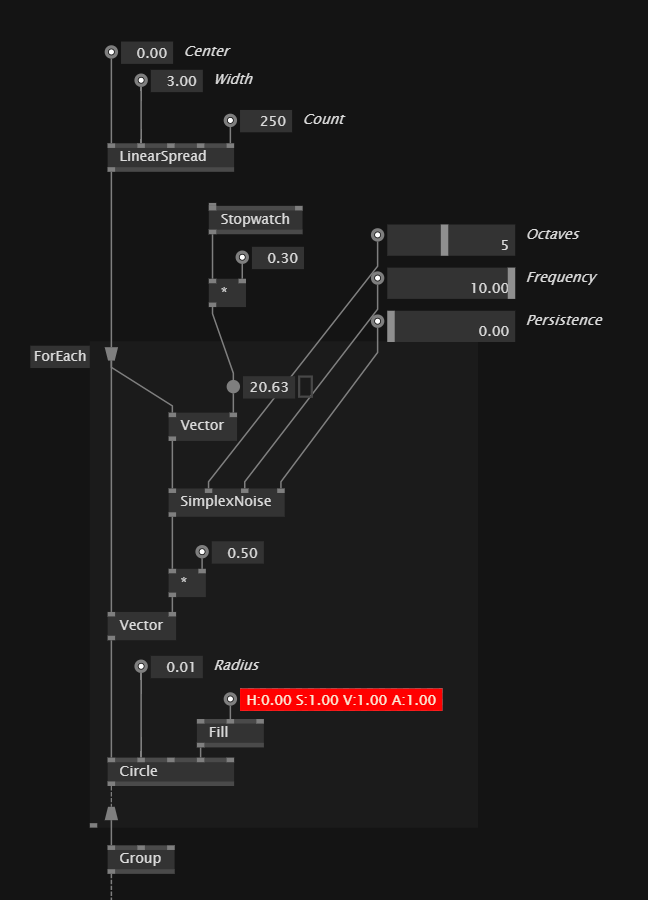 0.00 Center
3.00 Width
250 Count
LinearSpread
Stopwatch
5 Octaves
0.30
10.00 Frequency
*
0.00 Persistence
ForEach
20.63
Vector
SimplexNoise
0.50
*
Vector
0.01 Radius
H:0.00 S:1.00 V:1.00 A:1.00
Fill
Circle
Group